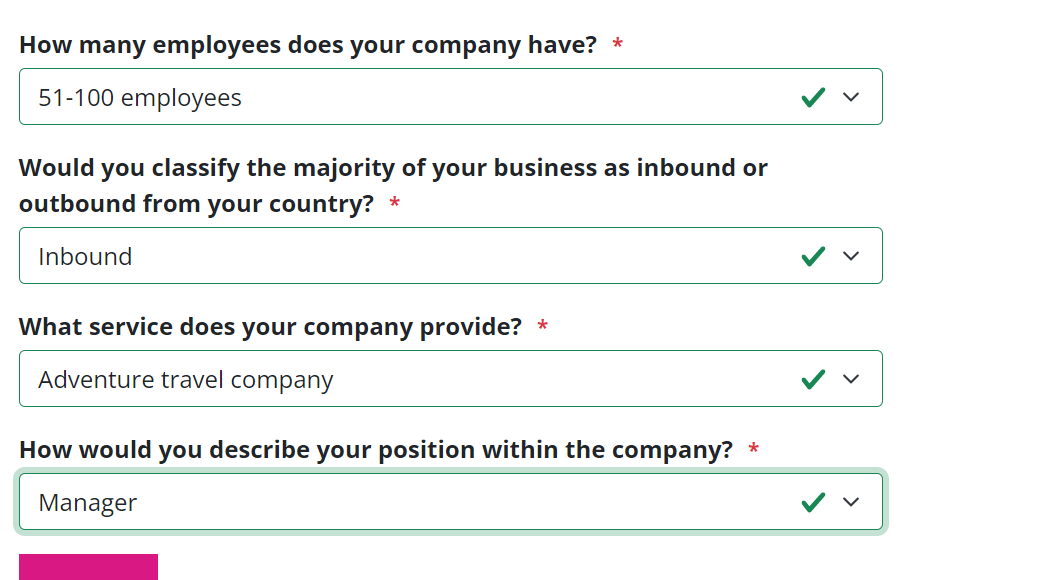 How many employees does your company have? *
51-100 employees
Would you classify the majority of your business as inbound or
outbound from your country? *
Inbound
What service does your company provide? *
Adventure travel company
How would you describe your position within the company? *
Manager